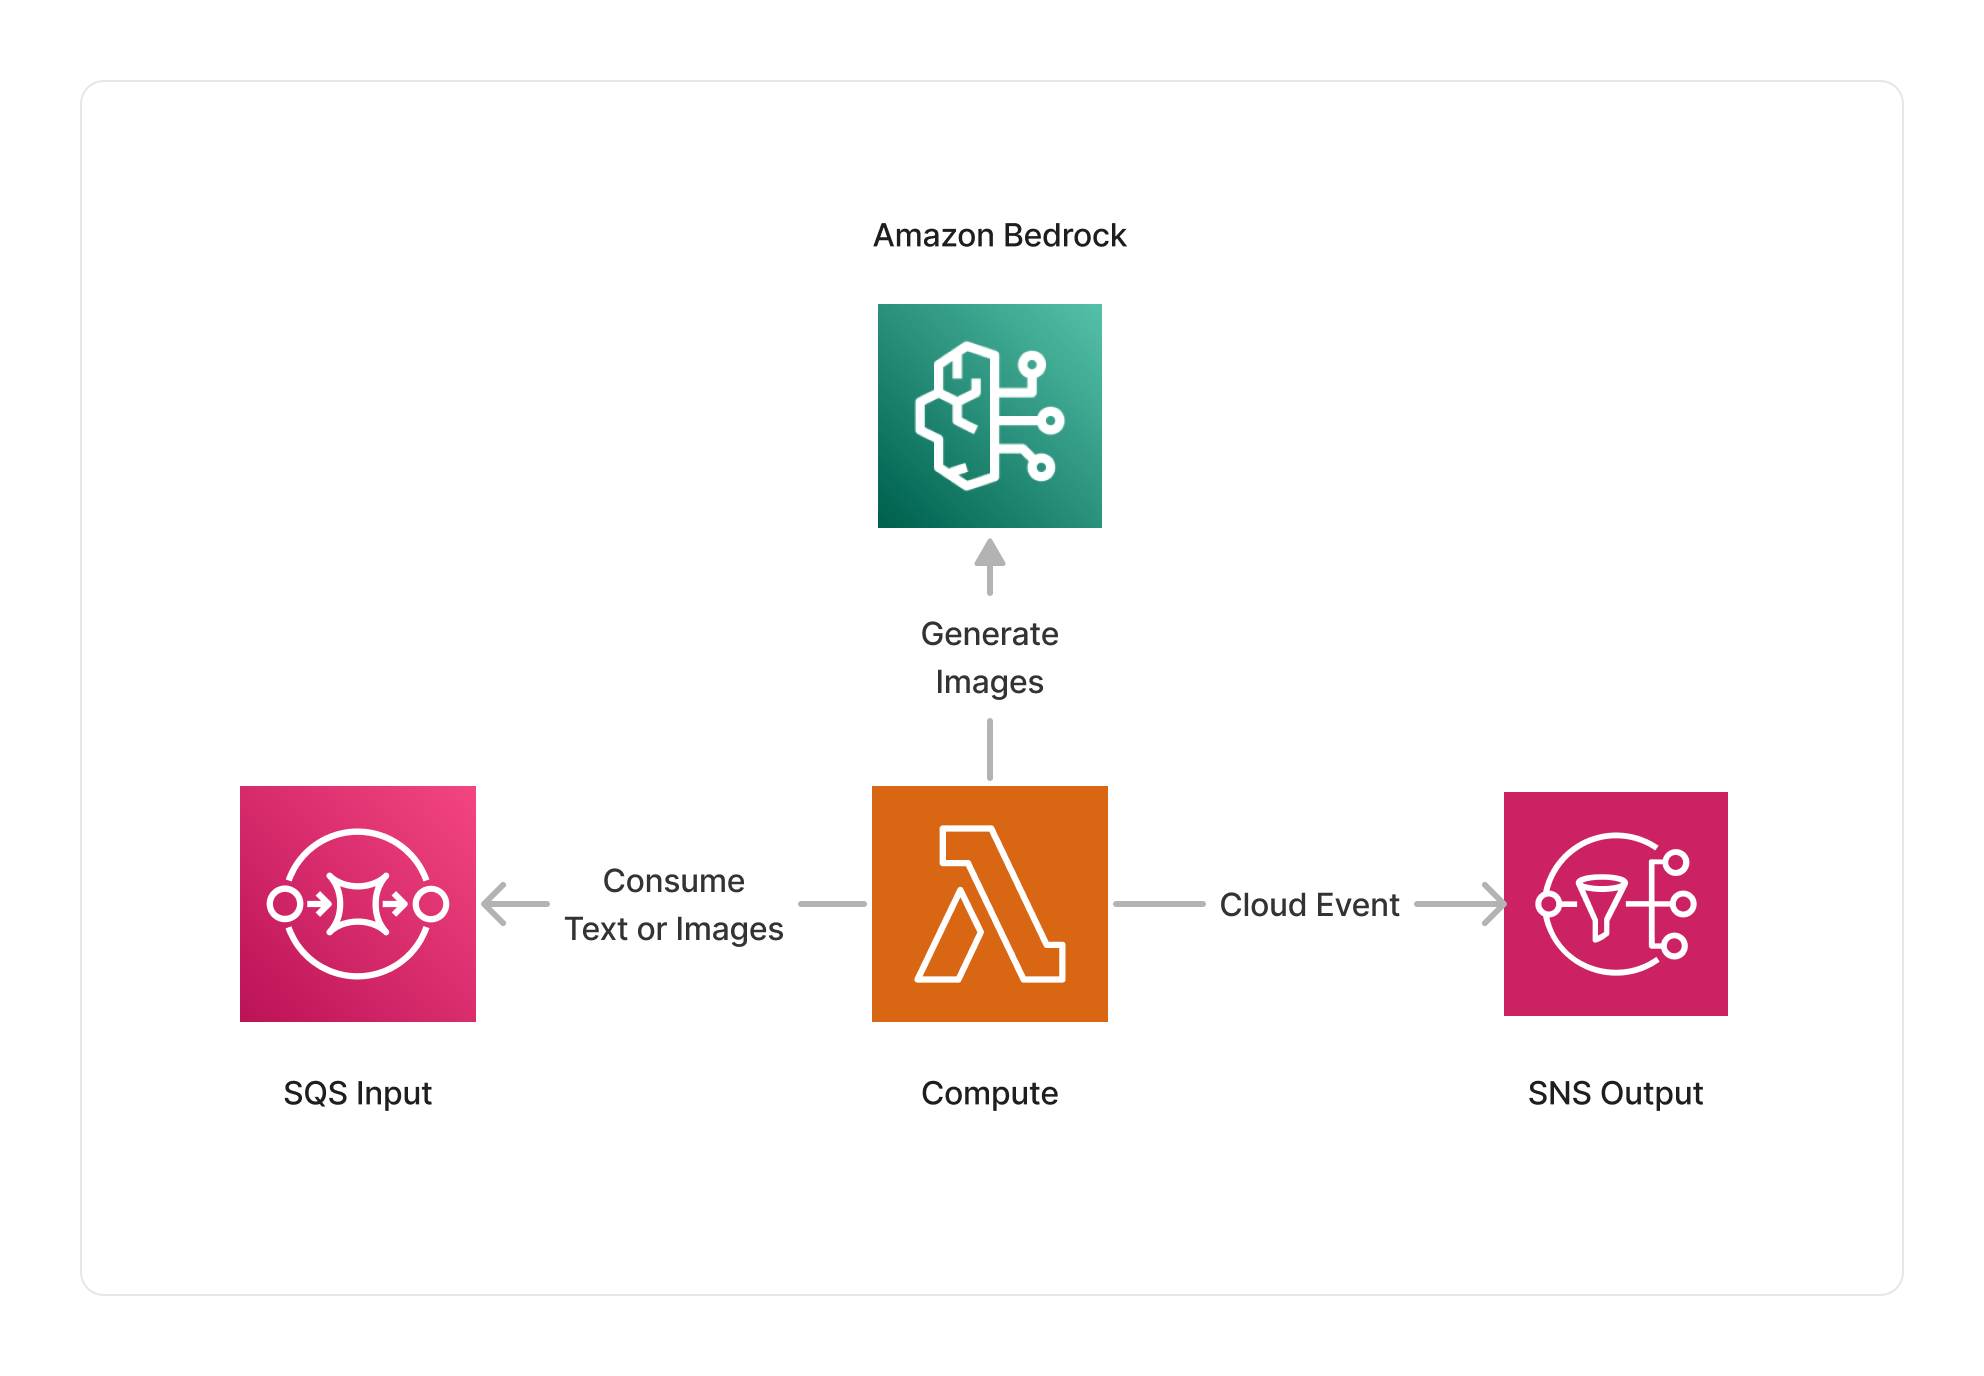 Amazon Bedrock
Generate
Images
Consume
Text or Images
Cloud Event
SQS Input
Compute
SNS Output